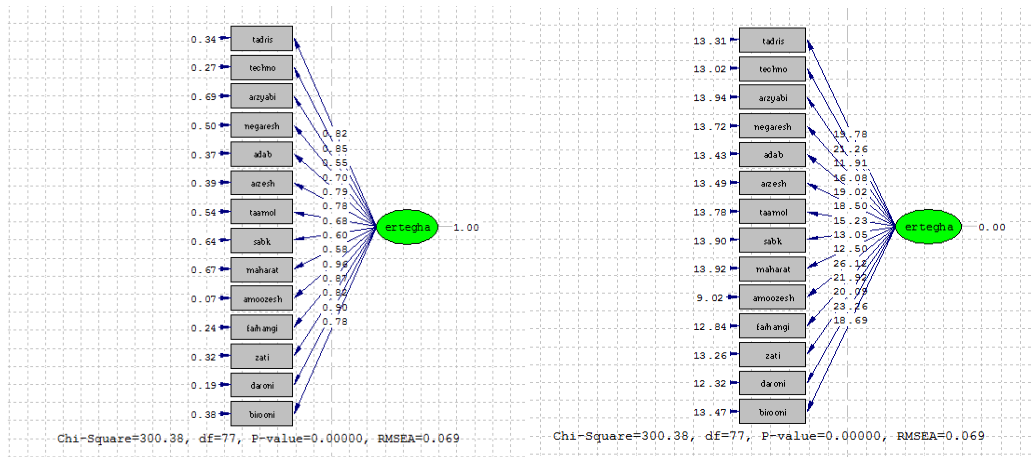 0.34 tadris
0.27 techno
0.69 arzyabi
0.50 negaresh
0.37 adab
0.39 arzesh
0.54 taamol
0.64 sabk
0.67 maharat
0.07 amoozesh
0.24 farhangi
0.32 zati
0.19 daroni
0.38 birooni
0.82
0.85
0.55
0.70
0.79
0.78
0.68
0.60
0.58
0.96
0.87
0.82
0.90
0.78
ertegha 1.00
Chi-Square=300.38, df=77, P-value=0.00000, RMSEA=0.069
13.31 tadris
13.02 techno
13.94 arzyabi
13.72 negaresh
13.43 adab
13.49 arzesh
13.78 taamol
13.90 sabk
13.92 maharat
9.02 amoozesh
12.84 farhangi
13.26 zati
12.32 daroni
13.47 birooni
19.78
21.26
11.91
16.08
19.02
18.50
15.23
13.05
12.50
26.12
21.92
20.09
23.26
18.69
ertegha 0.00
Chi-Square=300.38, df=77, P-value=0.00000, RMSEA=0.069